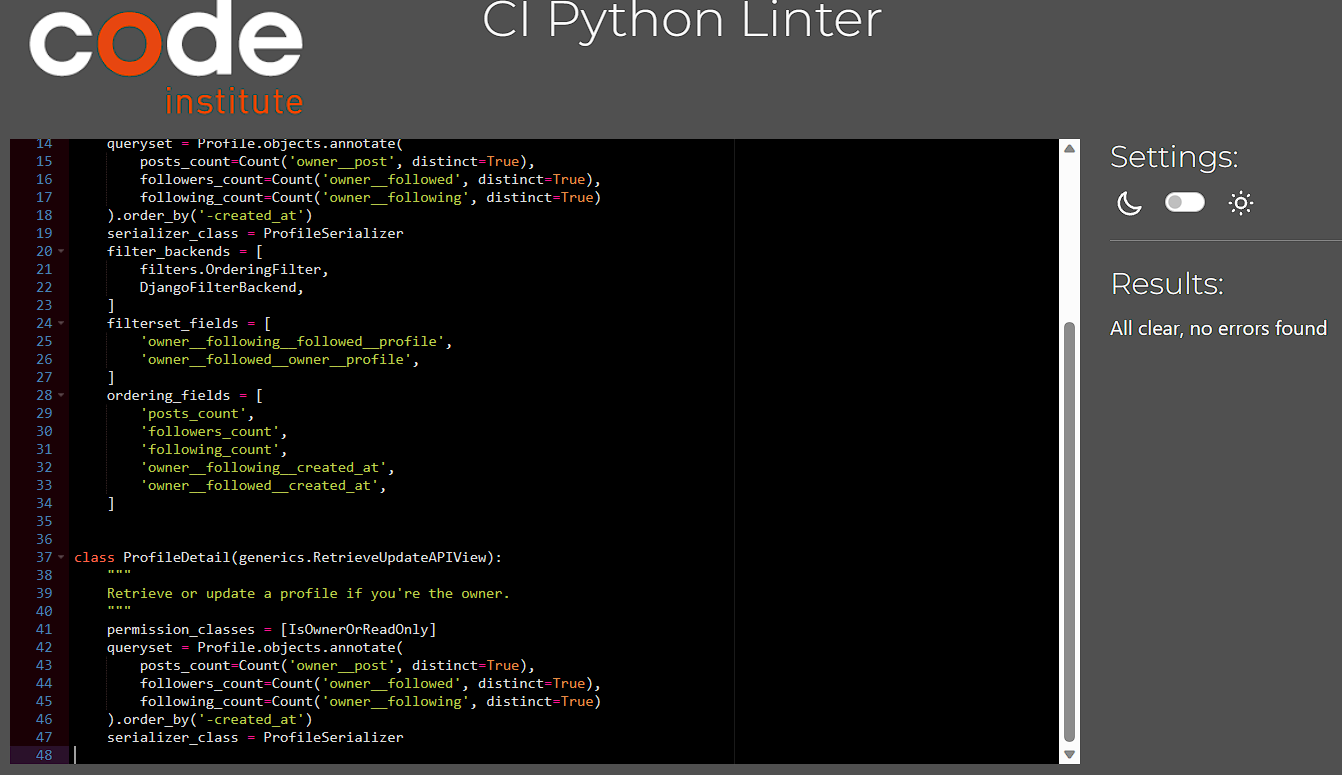 code
institute
CI Python Linter
14     queryset = Profile.objects.annotate(
15         posts_count=Count('owner__post', distinct=True),
16         followers_count=Count('owner__followed', distinct=True),
17         following_count=Count('owner__following', distinct=True)
18     ).order_by('-created_at')
19     serializer_class = ProfileSerializer
20     filter_backends = [
21         filters.OrderingFilter,
22         DjangoFilterBackend,
23     ]
24     filterset_fields = [
25         'owner__following__followed__profile',
26         'owner__followed__owner__profile',
27     ]
28     ordering_fields = [
29         'posts_count',
30         'followers_count',
31         'following_count',
32         'owner__following__created_at',
33         'owner__followed__created_at',
34     ]
35
36
37 class ProfileDetail(generics.RetrieveUpdateAPIView):
38     """
39     Retrieve or update a profile if you're the owner.
40     """
41     permission_classes = [IsOwnerOrReadOnly]
42     queryset = Profile.objects.annotate(
43         posts_count=Count('owner__post', distinct=True),
44         followers_count=Count('owner__followed', distinct=True),
45         following_count=Count('owner__following', distinct=True)
46     ).order_by('-created_at')
47     serializer_class = ProfileSerializer
48
Settings:
Results:
All clear, no errors found